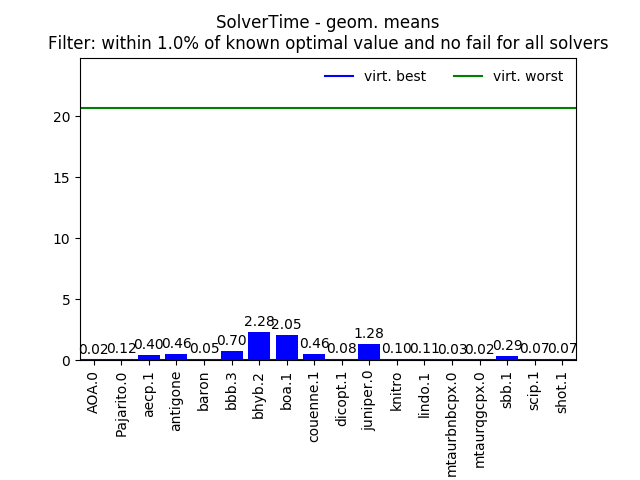 SolverTime - geom. means
Filter: within 1.0% of known optimal value and no fail for all solvers
virt. best virt. worst
20
15
10
5
0
0.02 0.12 0.40 0.46 0.05 0.70 2.28 2.05 0.46 0.08 1.28 0.10 0.11 0.03 0.02 0.29 0.07 0.07
AOA.0
Pajarito.0
aecp.1
antigone
baron
bbb.3
bhyb.2
boa.1
couenne.1
dicopt.1
juniper.0
knitro
lindo.1
mtaurbnbcpx.0
mtaurqgcpx.0
sbb.1
scip.1
shot.1